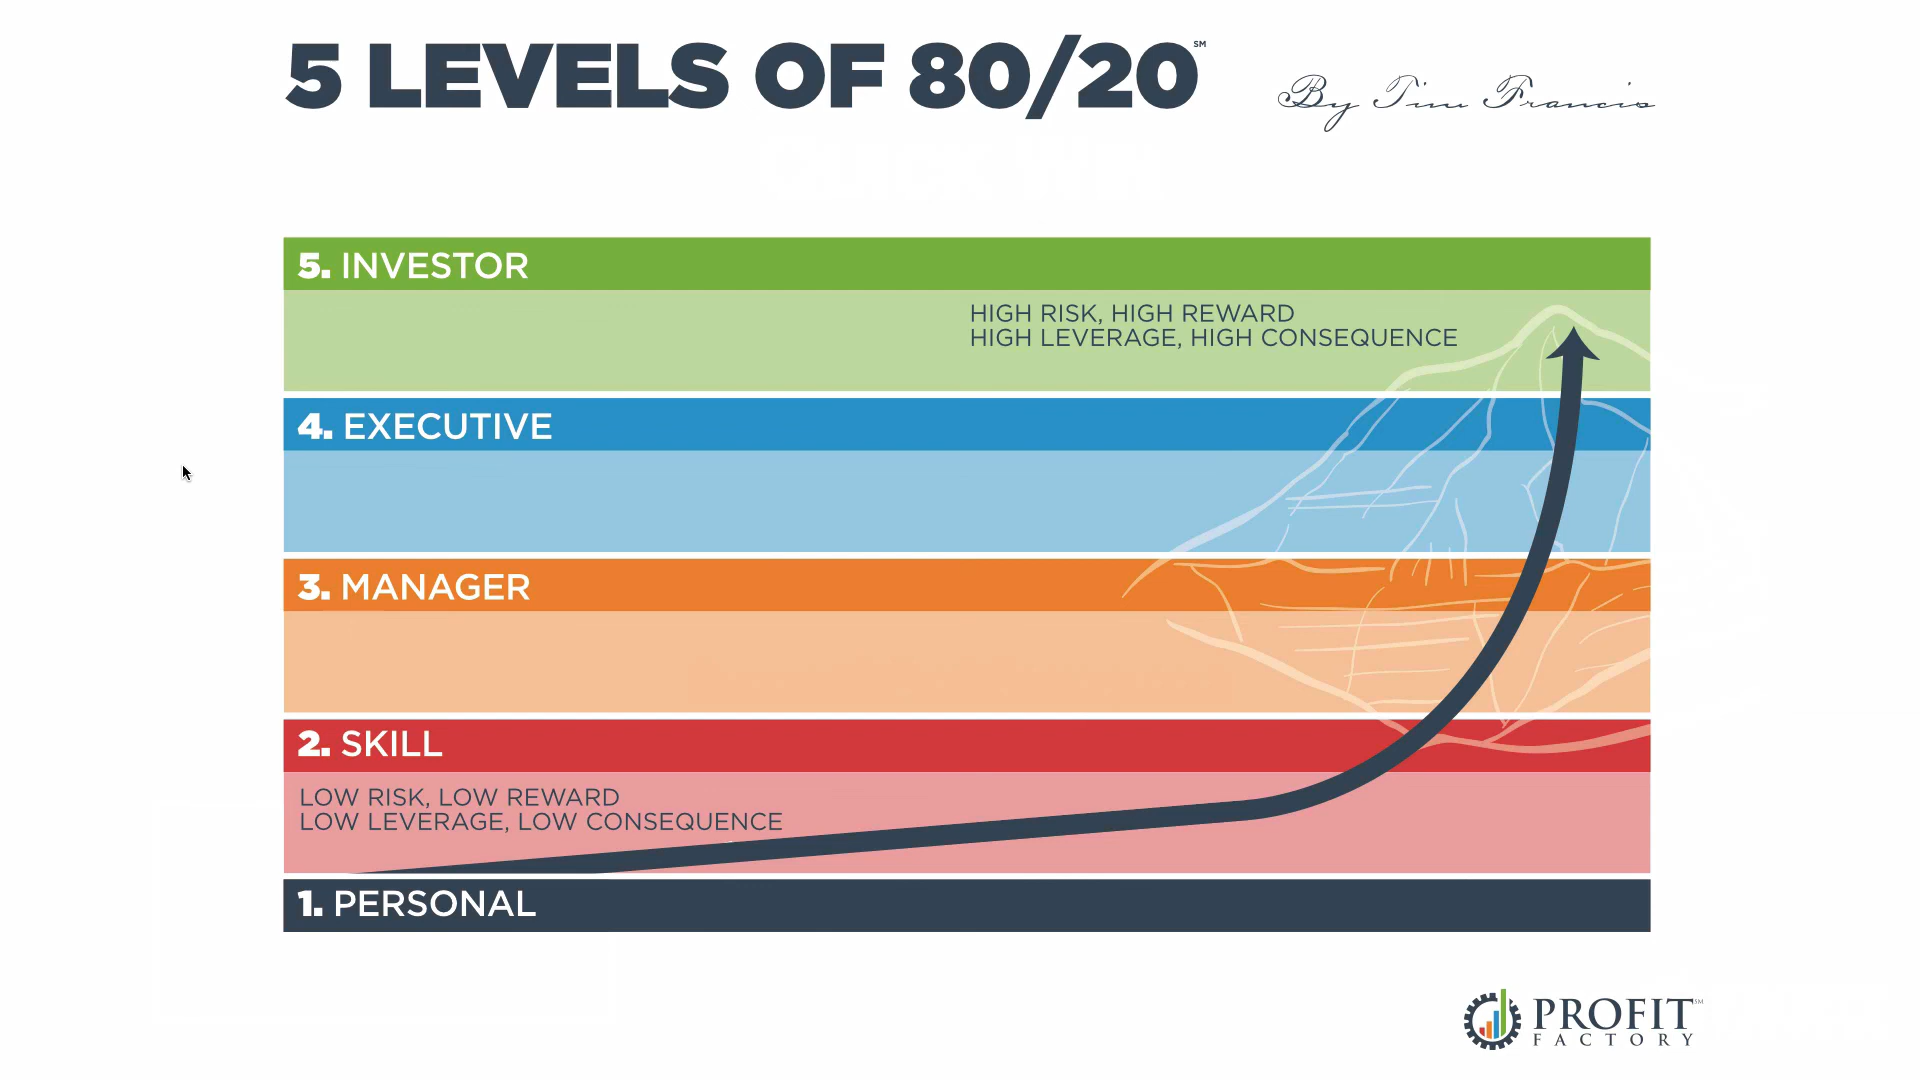 5 LEVELS OF 80/20℠
By Tim Francis
5. INVESTOR
HIGH RISK, HIGH REWARD
HIGH LEVERAGE, HIGH CONSEQUENCE
4. EXECUTIVE
3. MANAGER
2. SKILL
LOW RISK, LOW REWARD
LOW LEVERAGE, LOW CONSEQUENCE
1. PERSONAL
PROFIT℠
FACTORY